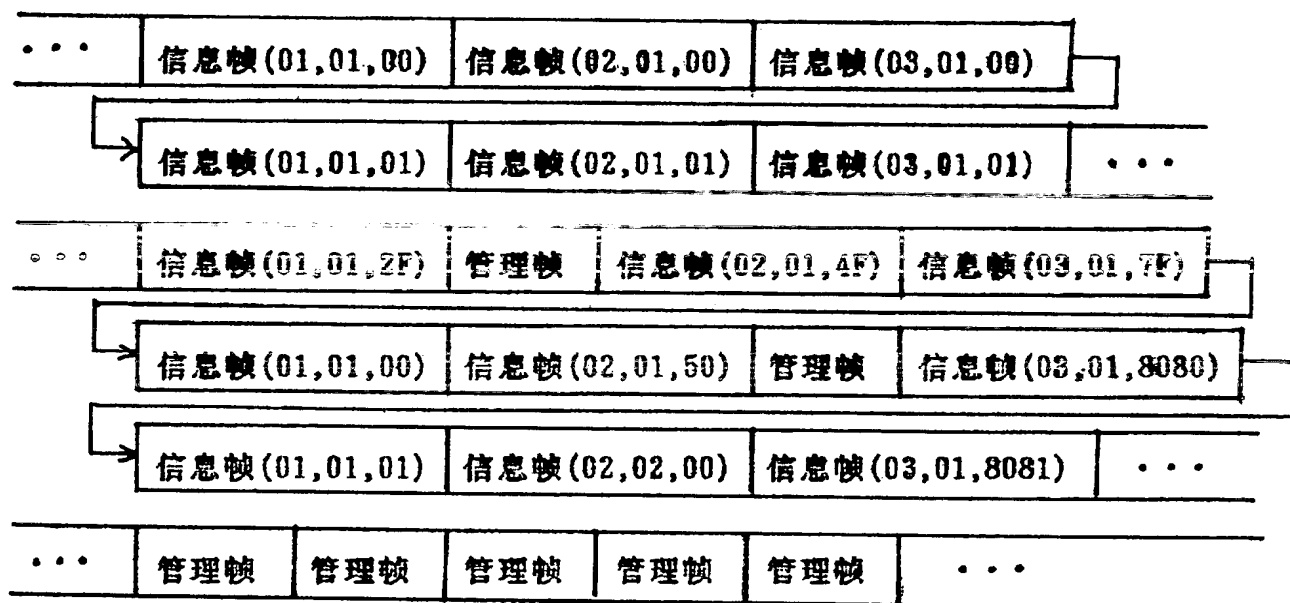 ... 信息帧(01,01,00) 信息帧(02,01,00) 信息帧(03,01,00)
信息帧(01,01,01) 信息帧(02,01,01) 信息帧(03,01,01) ...
... 信息帧(01,01,2F) 管理帧 信息帧(02,01,4F) 信息帧(03,01,7F)
信息帧(01,01,00) 信息帧(02,01,50) 管理帧 信息帧(03,01,8080)
信息帧(01,01,01) 信息帧(02,02,00) 信息帧(03,01,8081) ...
... 管理帧 管理帧 管理帧 管理帧 管理帧 ...